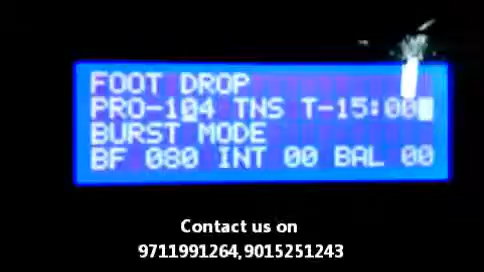 FOOT DROP
PRO-104 TNS T-15:00
BURST MODE
BF 080 INT 00 BAL 00
Contact us on
9711991264,9015251243